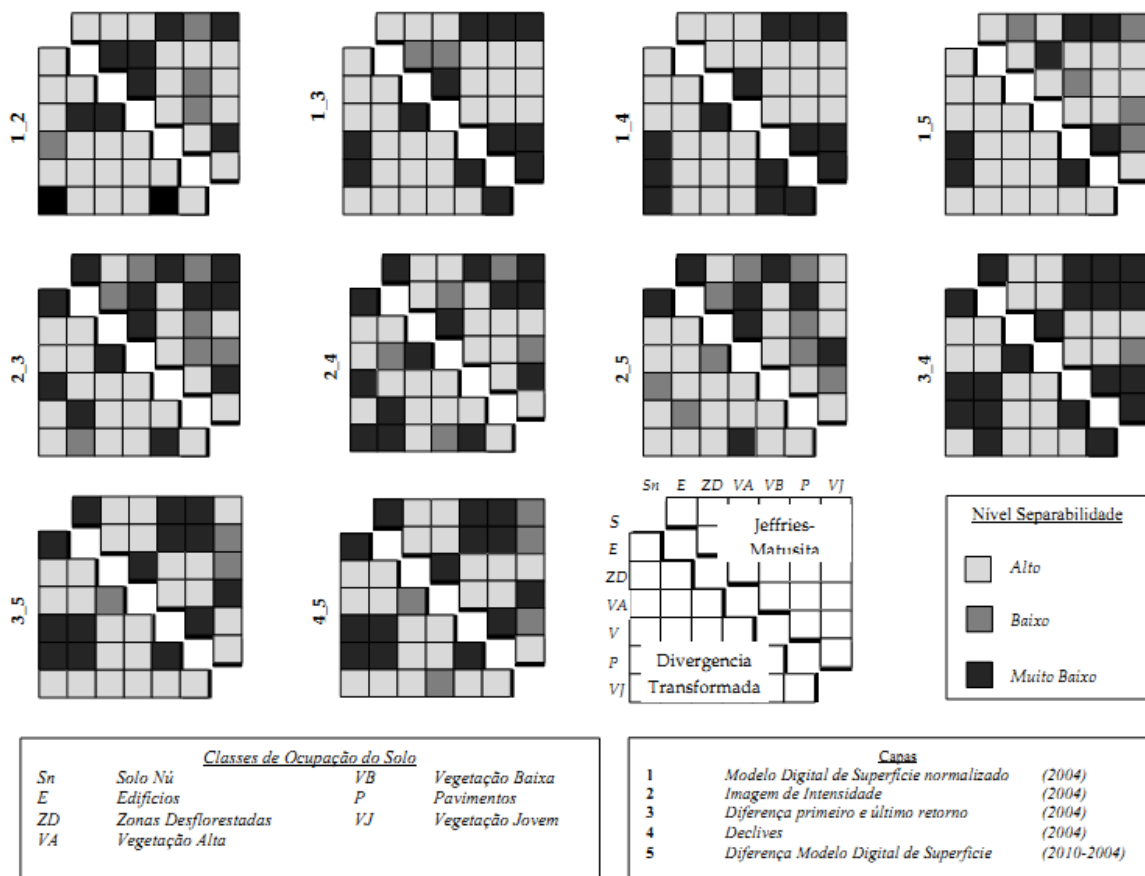 1_2
1_3
1_4
1_5
2_3
2_4
2_5
3_4
3_5
4_5
Sn E ZD VA VB P VJ
S
E
ZD
VA
V
P
VJ
Jeffries-
Matusita
Divergencia
Transformada
Nível Separabilidade
Alto
Baixo
Muito Baixo
Classes de Ocupação do Solo
Sn Solo Nú VB Vegetação Baixa
E Edificios P Pavimentos
ZD Zonas Desflorestadas VJ Vegetação Jovem
VA Vegetação Alta
Capas
1 Modelo Digital de Superfície normalizado (2004)
2 Imagem de Intensidade (2004)
3 Diferença primeiro e último retorno (2004)
4 Declives (2004)
5 Diferença Modelo Digital de Superfície (2010-2004)